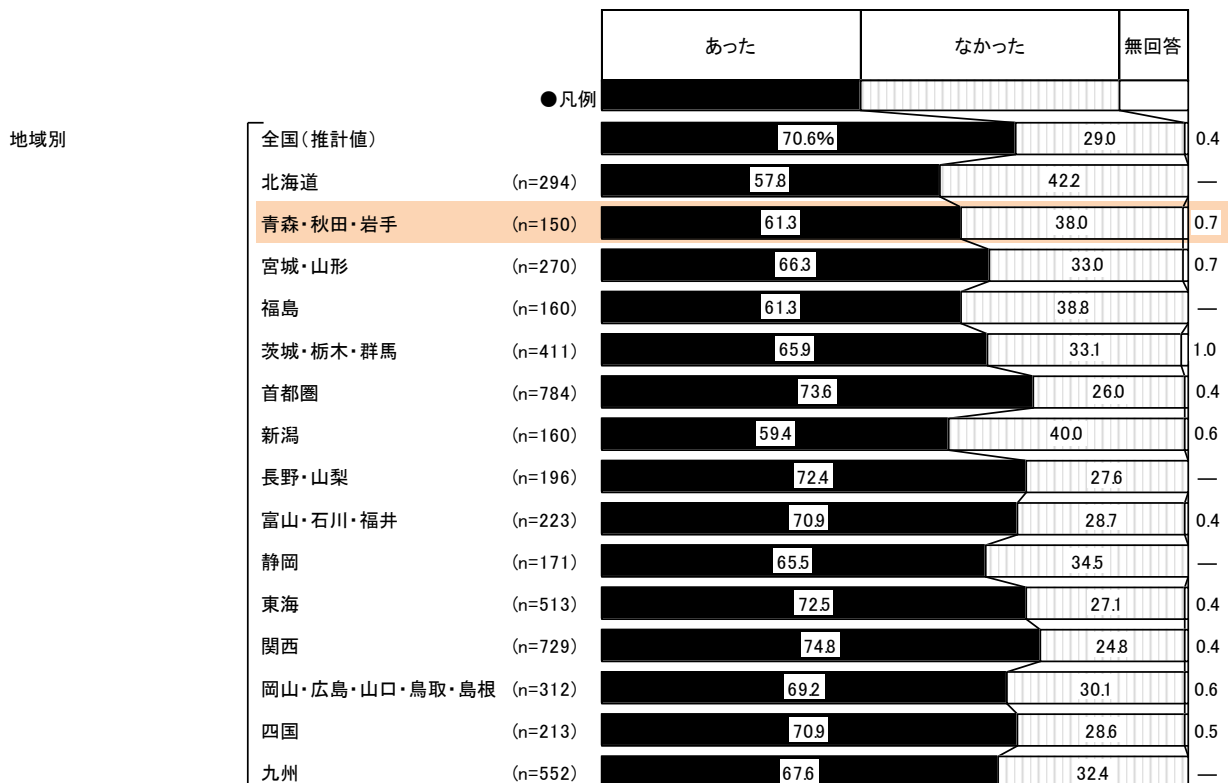 あった なかった 無回答
●凡例
地域別 全国(推計値) 70.6% 29.0 0.4
北海道 (n=294) 57.8 42.2 —
青森・秋田・岩手 (n=150) 61.3 38.0 0.7
宮城・山形 (n=270) 66.3 33.0 0.7
福島 (n=160) 61.3 38.8 —
茨城・栃木・群馬 (n=411) 65.9 33.1 1.0
首都圏 (n=784) 73.6 26.0 0.4
新潟 (n=160) 59.4 40.0 0.6
長野・山梨 (n=196) 72.4 27.6 —
富山・石川・福井 (n=223) 70.9 28.7 0.4
静岡 (n=171) 65.5 34.5 —
東海 (n=513) 72.5 27.1 0.4
関西 (n=729) 74.8 24.8 0.4
岡山・広島・山口・鳥取・島根 (n=312) 69.2 30.1 0.6
四国 (n=213) 70.9 28.6 0.5
九州 (n=552) 67.6 32.4 —